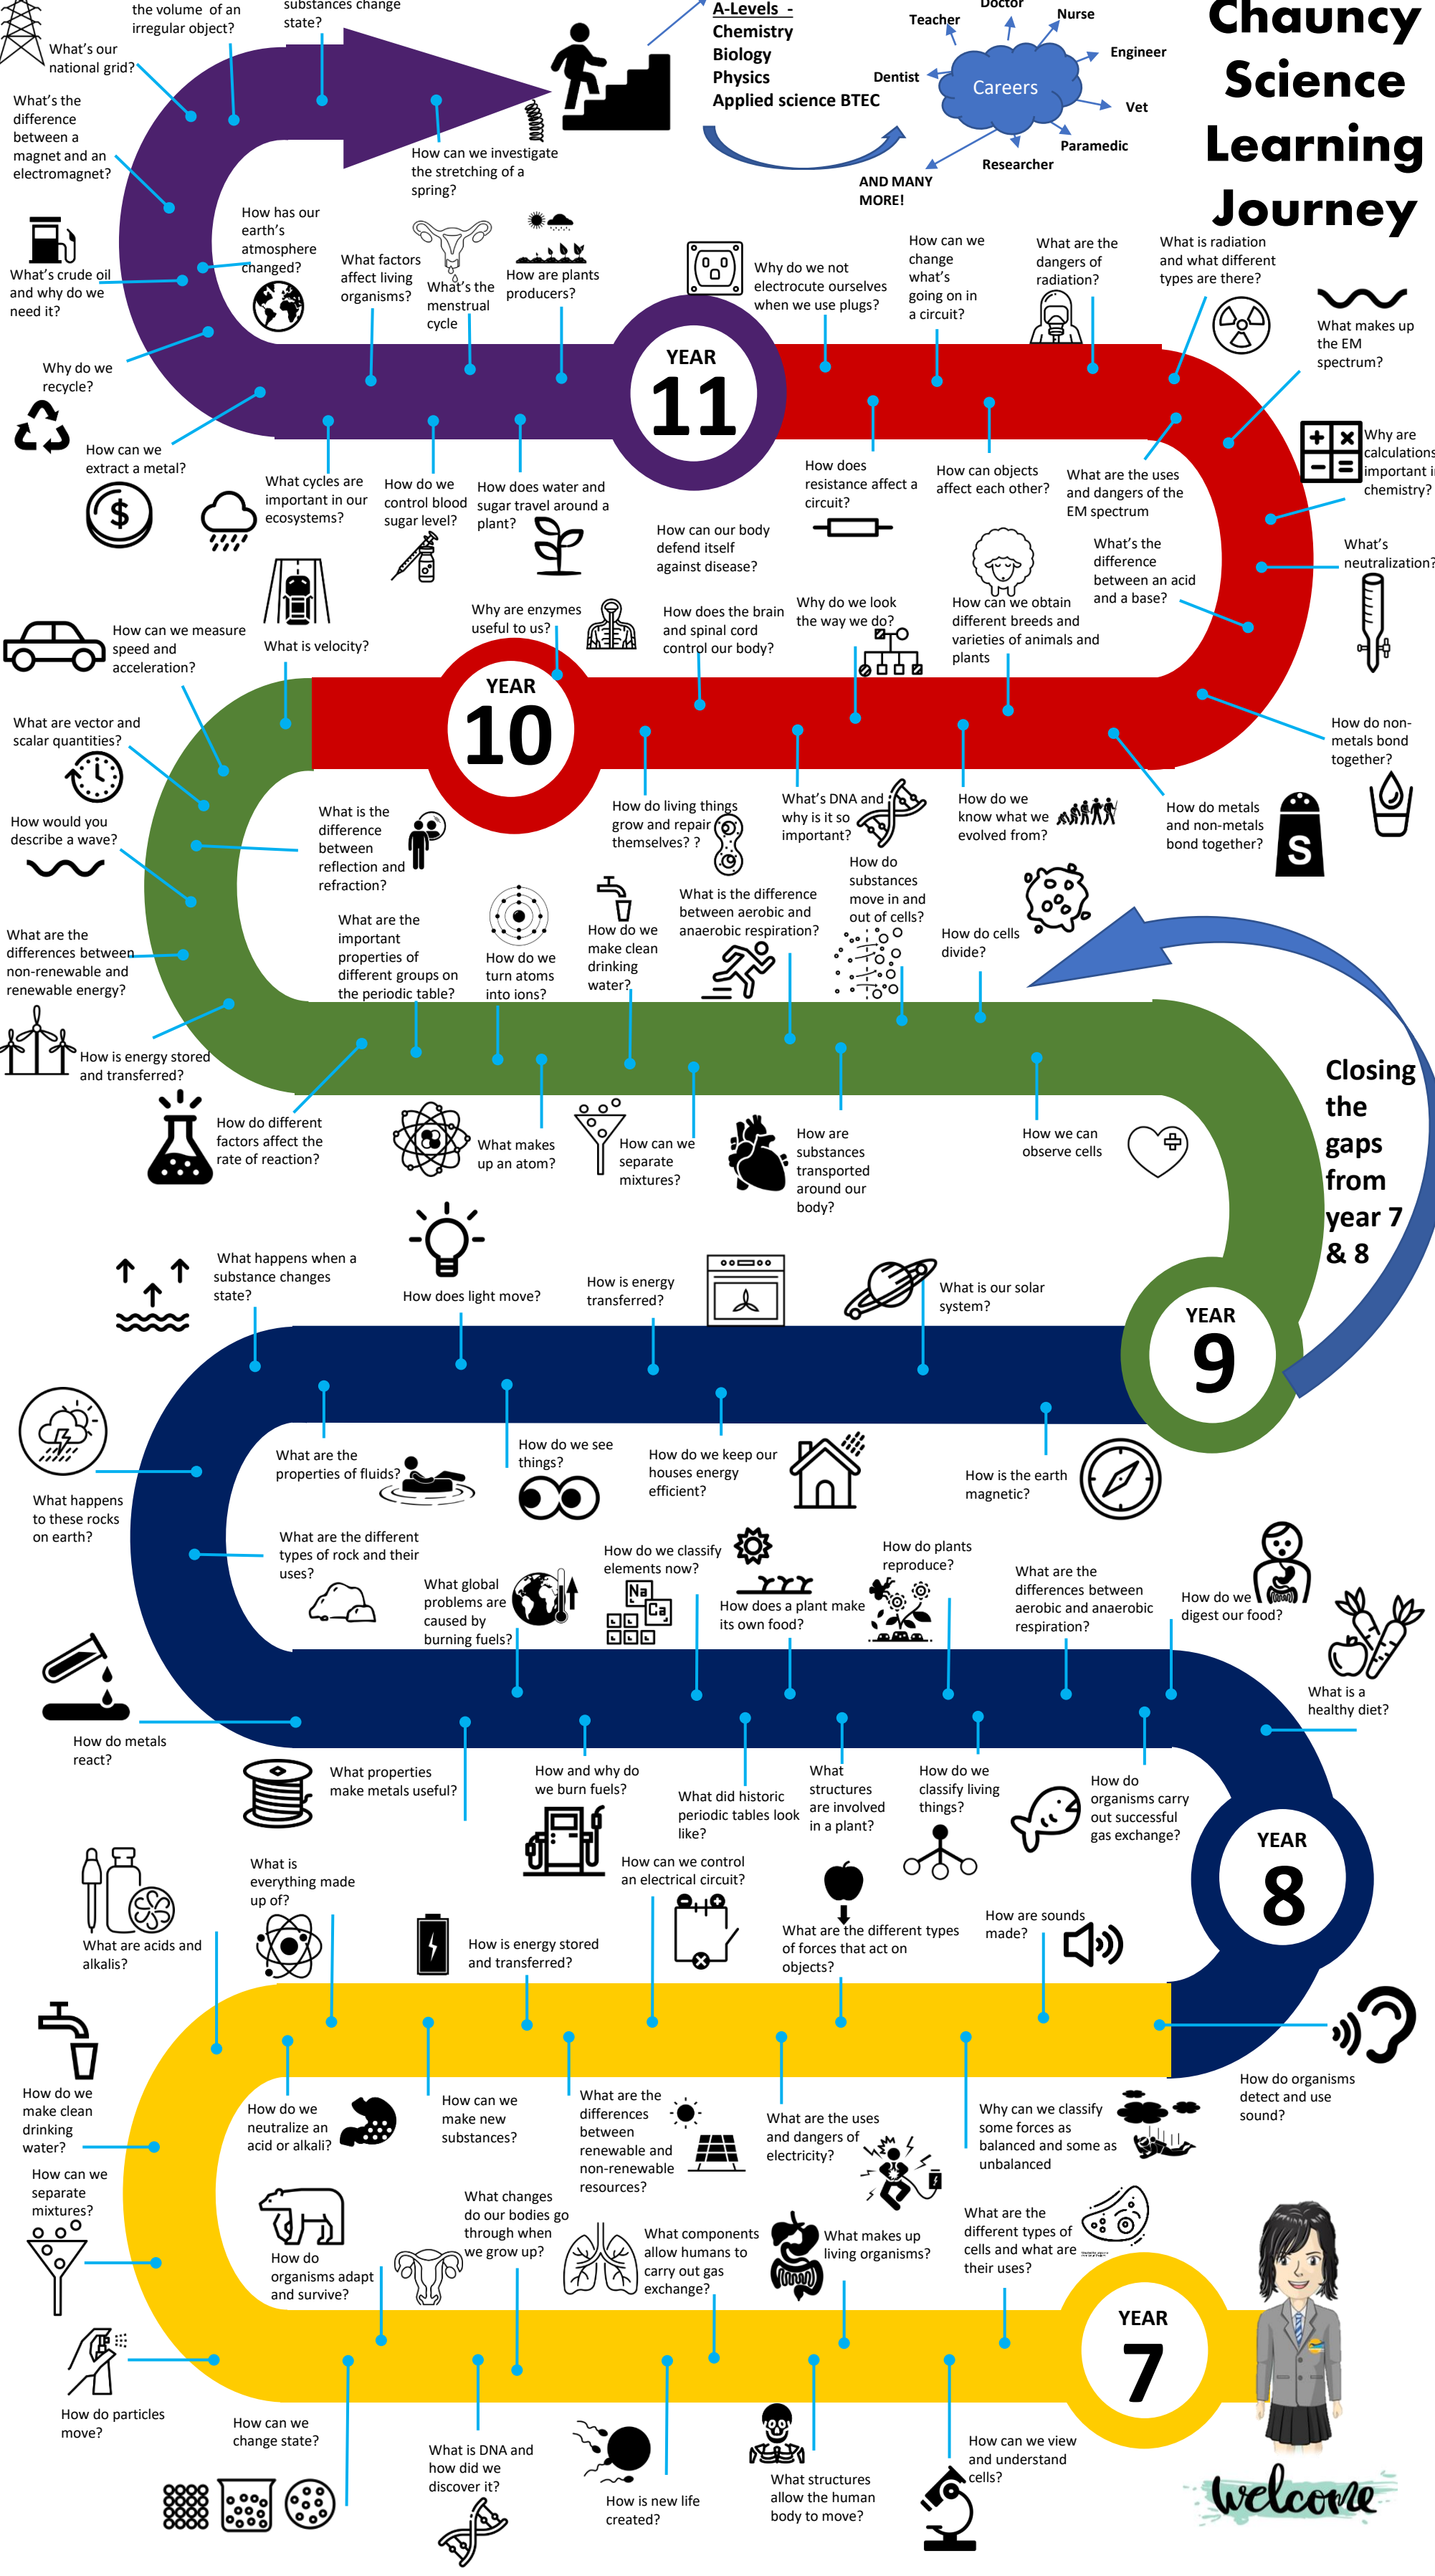 the volume of an
irregular object?
substances change
state?
What's our
national grid?
What's the
difference
between a
magnet and an
electromagnet?
How can we investigate
the stretching of a
spring?
A-Levels -
Chemistry
Biology
Physics
Applied science BTEC
Careers
Teacher
Doctor
Nurse
Engineer
Dentist
Vet
Paramedic
Researcher
AND MANY
MORE!
Chauncy
Science
Learning
Journey
What's crude oil
and why do we
need it?
How has our
earth's
atmosphere
changed?
What factors
affect living
organisms?
What's the
menstrual
cycle
How are plants
producers?
Why do we
recycle?
How can we
extract a metal?
$
What cycles are
important in our
ecosystems?
How do we
control blood
sugar level?
How does water and
sugar travel around a
plant?
YEAR
11
Why do we not
electrocute ourselves
when we use plugs?
How can we
change
what's
going on in
a circuit?
What are the
dangers of
radiation?
What is radiation
and what different
types are there?
What makes up
the EM
spectrum?
How does
resistance affect a
circuit?
How can objects
affect each other?
What are the uses
and dangers of the
EM spectrum
Why are
calculations
important i
chemistry?
What's
neutralization?
What's the
difference
between an acid
and a base?
How can our body
defend itself
against disease?
Why are enzymes
useful to us?
How does the brain
and spinal cord
control our body?
Why do we look
the way we do?
How can we obtain
different breeds and
varieties of animals and
plants
How do non-
metals bond
together?
How can we measure
speed and
acceleration?
What is velocity?
YEAR
10
What are vector and
scalar quantities?
How would you
describe a wave?
What is the
difference
between
reflection and
refraction?
How do living things
grow and repair
themselves? ?
What's DNA and
why is it so
important?
How do we
know what we
evolved from?
How do metals
and non-metals
bond together?
S
What are the
differences between
non-renewable and
renewable energy?
What are the
important
properties of
different groups on
the periodic table?
How do we
turn atoms
into ions?
How do we
make clean
drinking
water?
What is the difference
between aerobic and
anaerobic respiration?
How do
substances
move in and
out of cells?
How do cells
divide?
How is energy stored
and transferred?
How do different
factors affect the
rate of reaction?
What makes
up an atom?
How can we
separate
mixtures?
How are
substances
transported
around our
body?
How we can
observe cells
Closing
the
gaps
from
year 7
& 8
What happens when a
substance changes
state?
How does light move?
How is energy
transferred?
What is our solar
system?
YEAR
9
What happens
to these rocks
on earth?
What are the
properties of fluids?
How do we see
things?
How do we keep our
houses energy
efficient?
How is the earth
magnetic?
What are the different
types of rock and their
uses?
What global
problems are
caused by
burning fuels?
How do we classify
elements now?
Na
Ca
How does a plant make
its own food?
How do plants
reproduce?
What are the
differences between
aerobic and anaerobic
respiration?
How do we
digest our food?
What is a
healthy diet?
How do metals
react?
What properties
make metals useful?
How and why do
we burn fuels?
What did historic
periodic tables look
like?
What
structures
are involved
in a plant?
How do we
classify living
things?
How do
organisms carry
out successful
gas exchange?
YEAR
8
What are acids and
alkalis?
What is
everything made
up of?
How is energy stored
and transferred?
How can we control
an electrical circuit?
What are the different types
of forces that act on
objects?
How are sounds
made?
How do organisms
detect and use
sound?
How do we
make clean
drinking
water?
How do we
neutralize an
acid or alkali?
How can we
make new
substances?
What are the
differences
between
renewable and
non-renewable
resources?
What are the uses
and dangers of
electricity?
Why can we classify
some forces as
balanced and some as
unbalanced
How can we
separate
mixtures?
How do
organisms adapt
and survive?
What changes
do our bodies go
through when
we grow up?
What components
allow humans to
carry out gas
exchange?
What makes up
living organisms?
What are the
different types of
cells and what are
their uses?
YEAR
7
How do particles
move?
How can we
change state?
What is DNA and
how did we
discover it?
How is new life
created?
What structures
allow the human
body to move?
How can we view
and understand
cells?
welcome